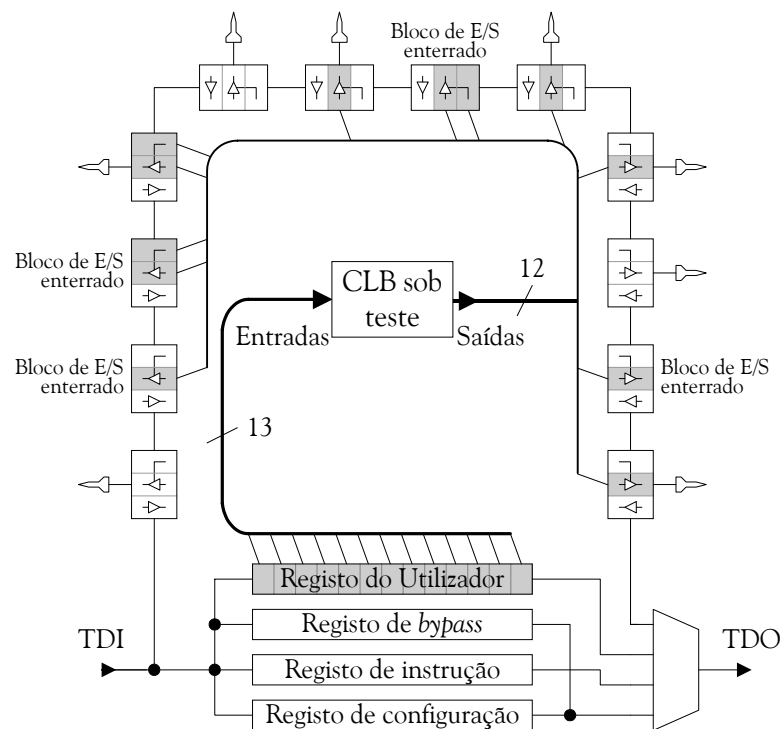 Bloco de E/S
enterrado
Bloco de E/S
enterrado
12
CLB sob
teste
Entradas
Saídas
Bloco de E/S
enterrado
Bloco de E/S
enterrado
13
Registo do Utilizador
TDI
Registo de bypass
TDO
Registo de instrução
Registo de configuração